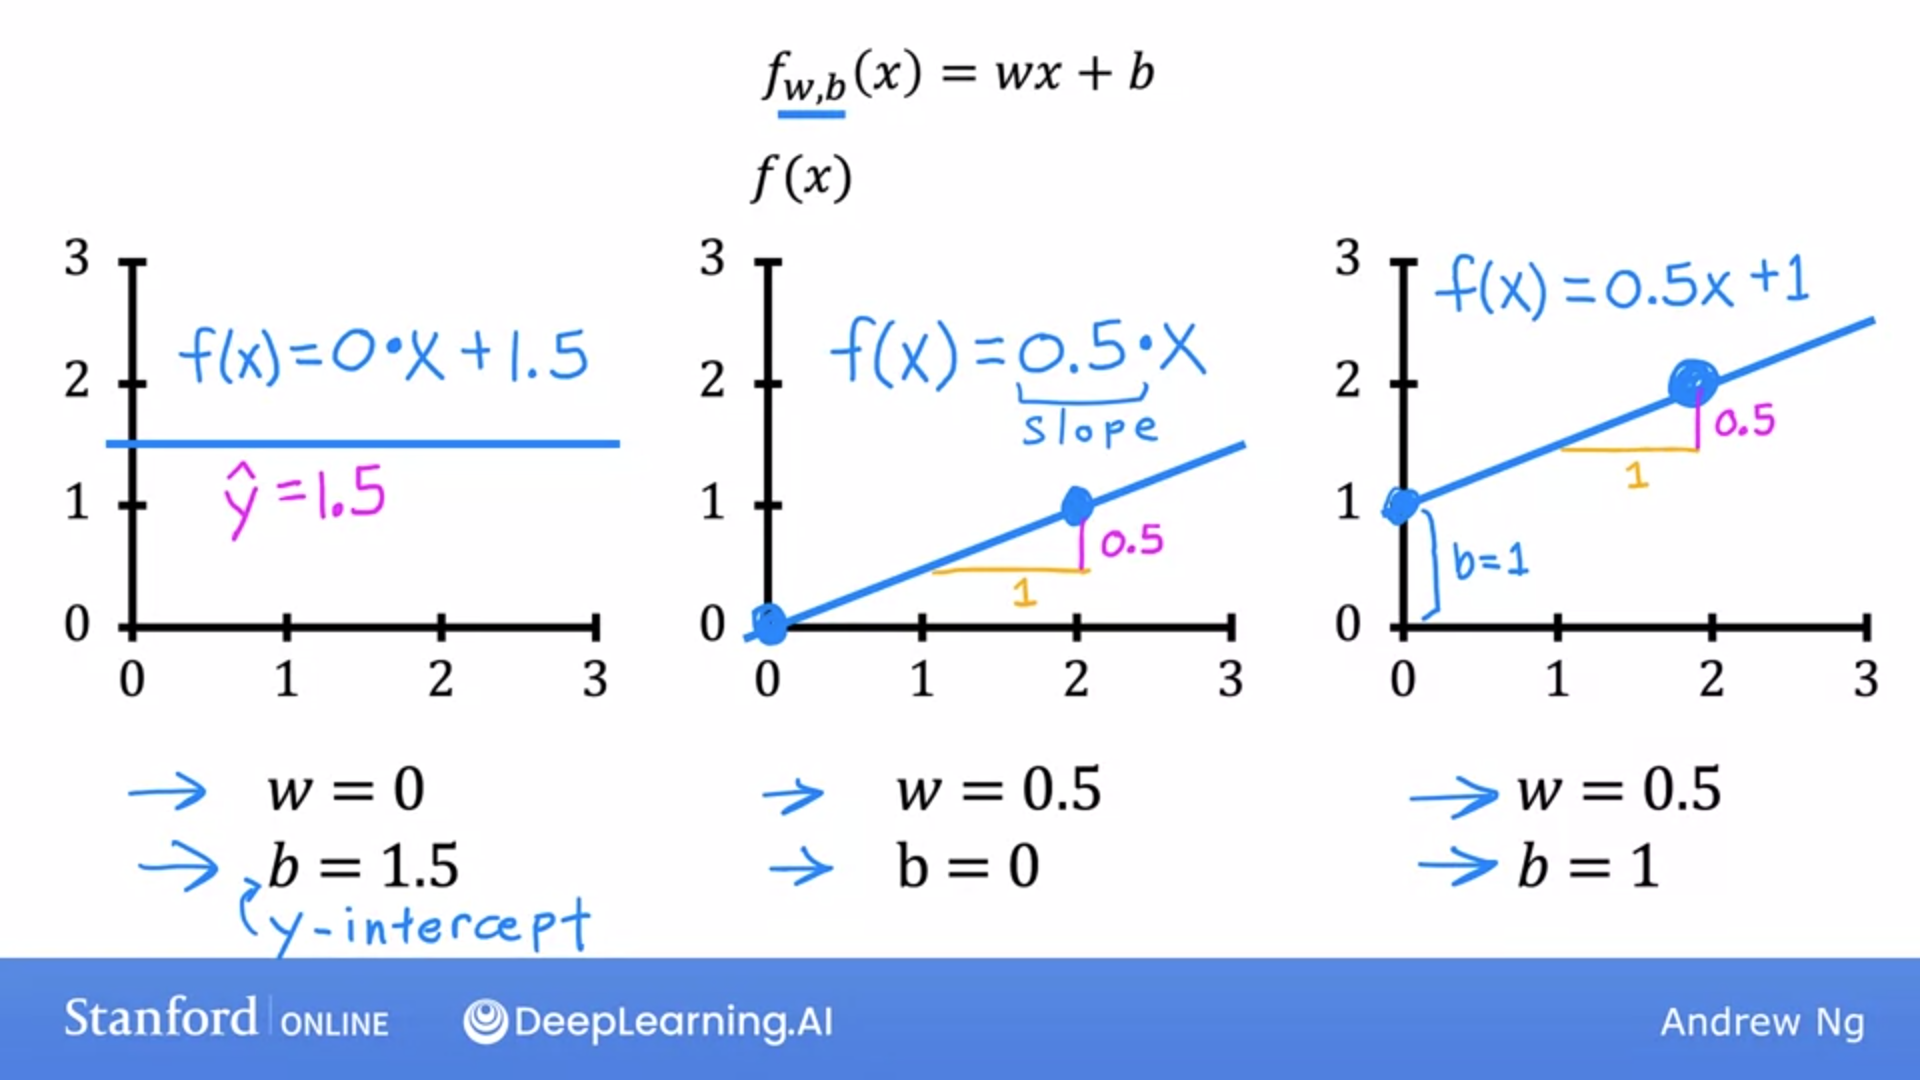 f_{w,b}(x) = wx + b
f(x)
3
2
1
0
0 1 2 3
f(x)=0•x+1.5
ŷ=1.5
w = 0
b = 1.5
y-intercept
3
2
1
0
0 1 2 3
f(x)=0.5•x
slope
0.5
1
w = 0.5
b = 0
3
2
1
0
0 1 2 3
f(x)=0.5x+1
0.5
1
b=1
w = 0.5
b = 1
Stanford | ONLINE DeepLearning.AI Andrew Ng